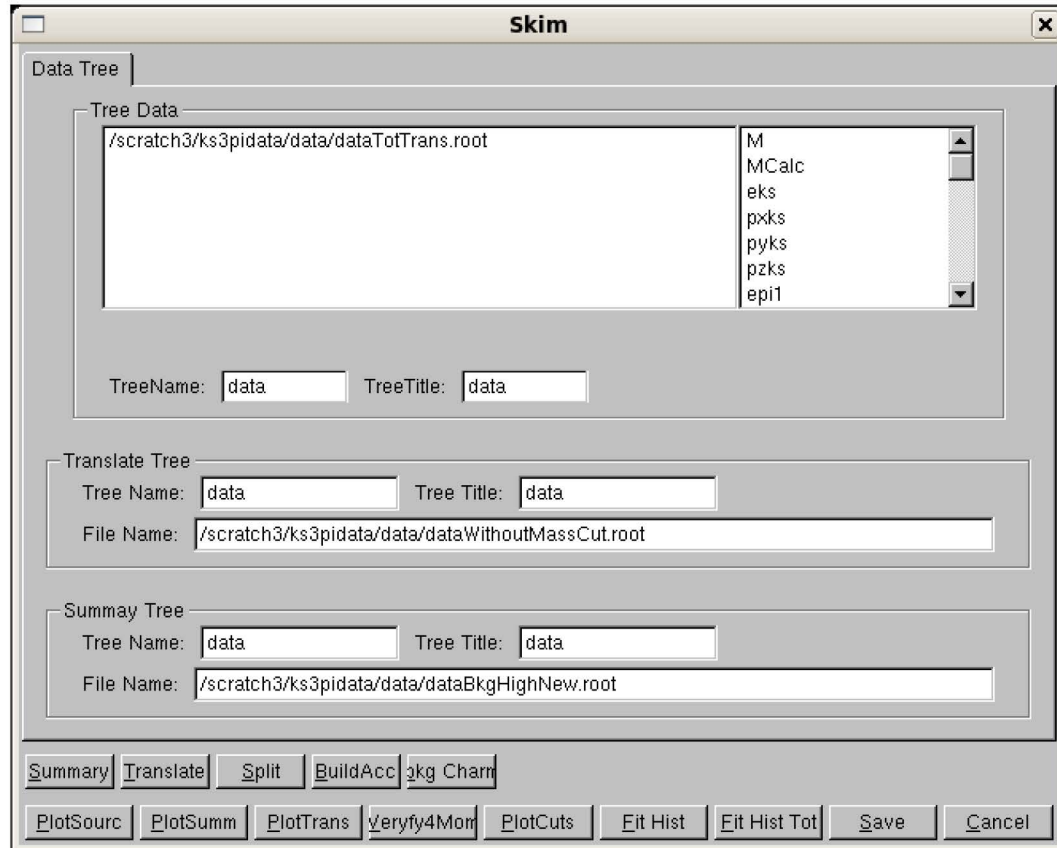 Skim
Data Tree
Tree Data
/scratch3/ks3pidata/data/dataTotTrans.root
M
MCalc
eks
pxks
pyks
pzks
epi1
TreeName: data TreeTitle: data
Translate Tree
Tree Name: data Tree Title: data
File Name: /scratch3/ks3pidata/data/dataWithoutMassCut.root
Summay Tree
Tree Name: data Tree Title: data
File Name: /scratch3/ks3pidata/data/dataBkgHighNew.root
Summary Translate Split BuildAcc bkg Charm
PlotSourc PlotSumm PlotTrans Veryfy4Mom PlotCuts Fit Hist Fit Hist Tot Save Cancel